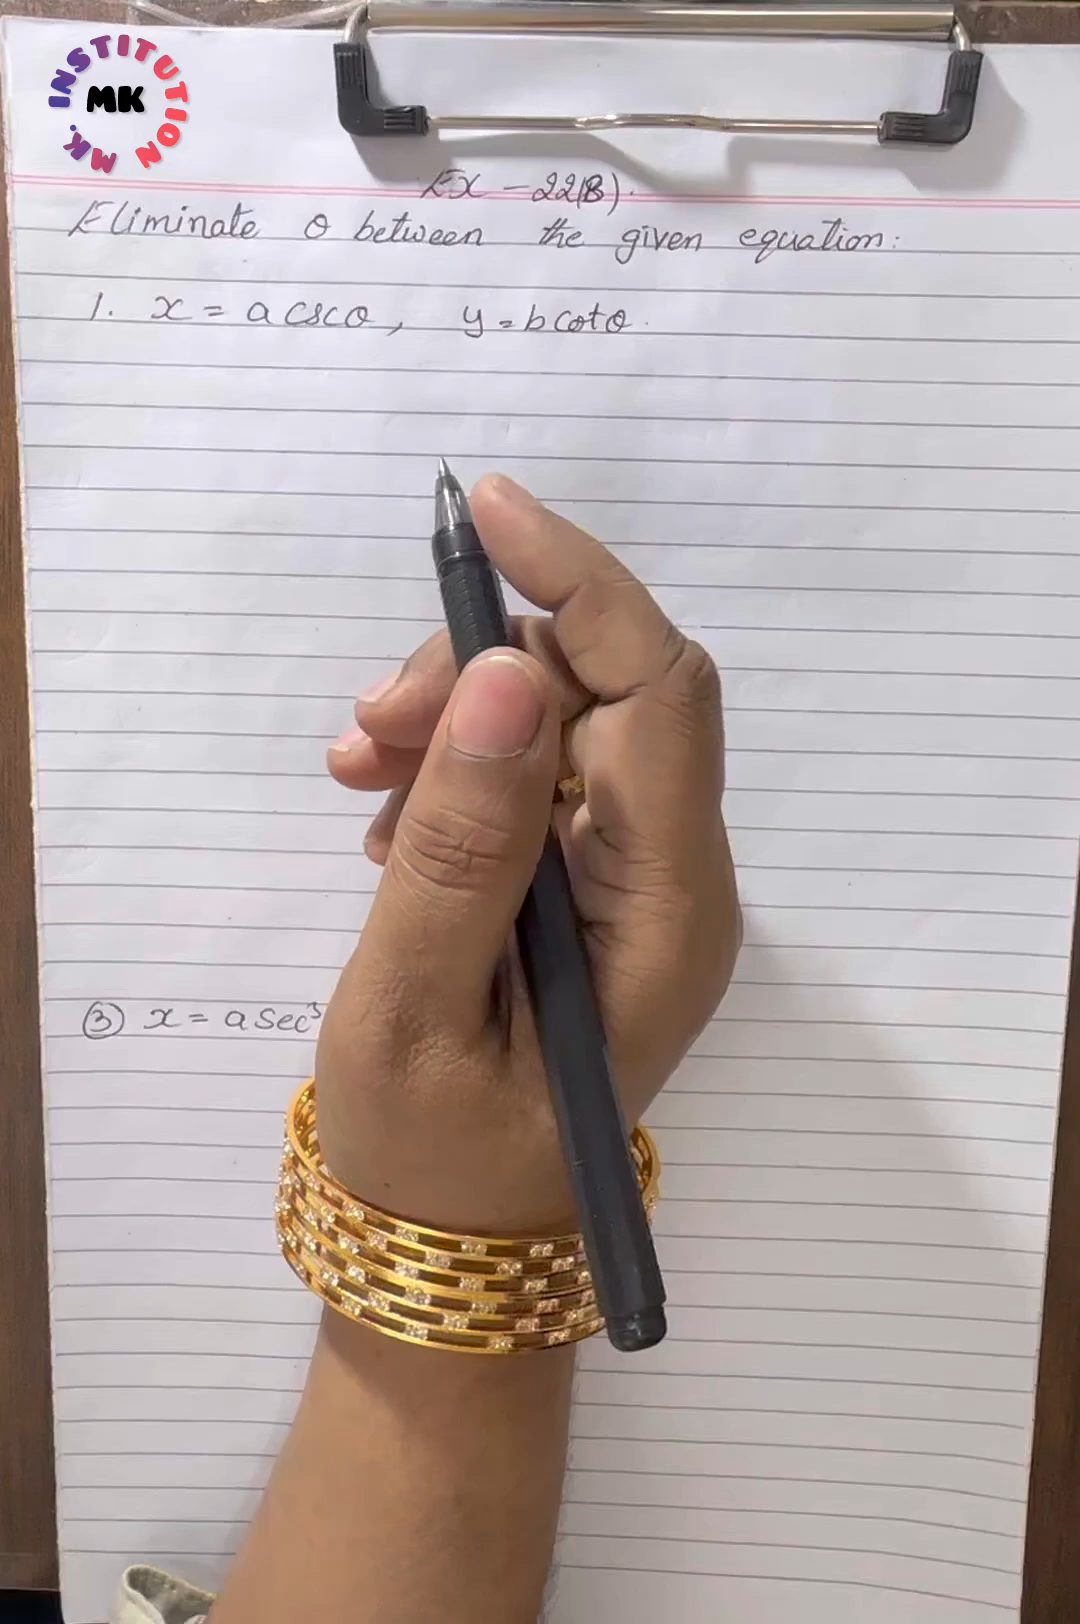 MK. INSTITUTION
MK
Ex - 22(B).
Eliminate θ between the given equation:
1. x = a cscθ, y = b cotθ.
③ x = a Sec³